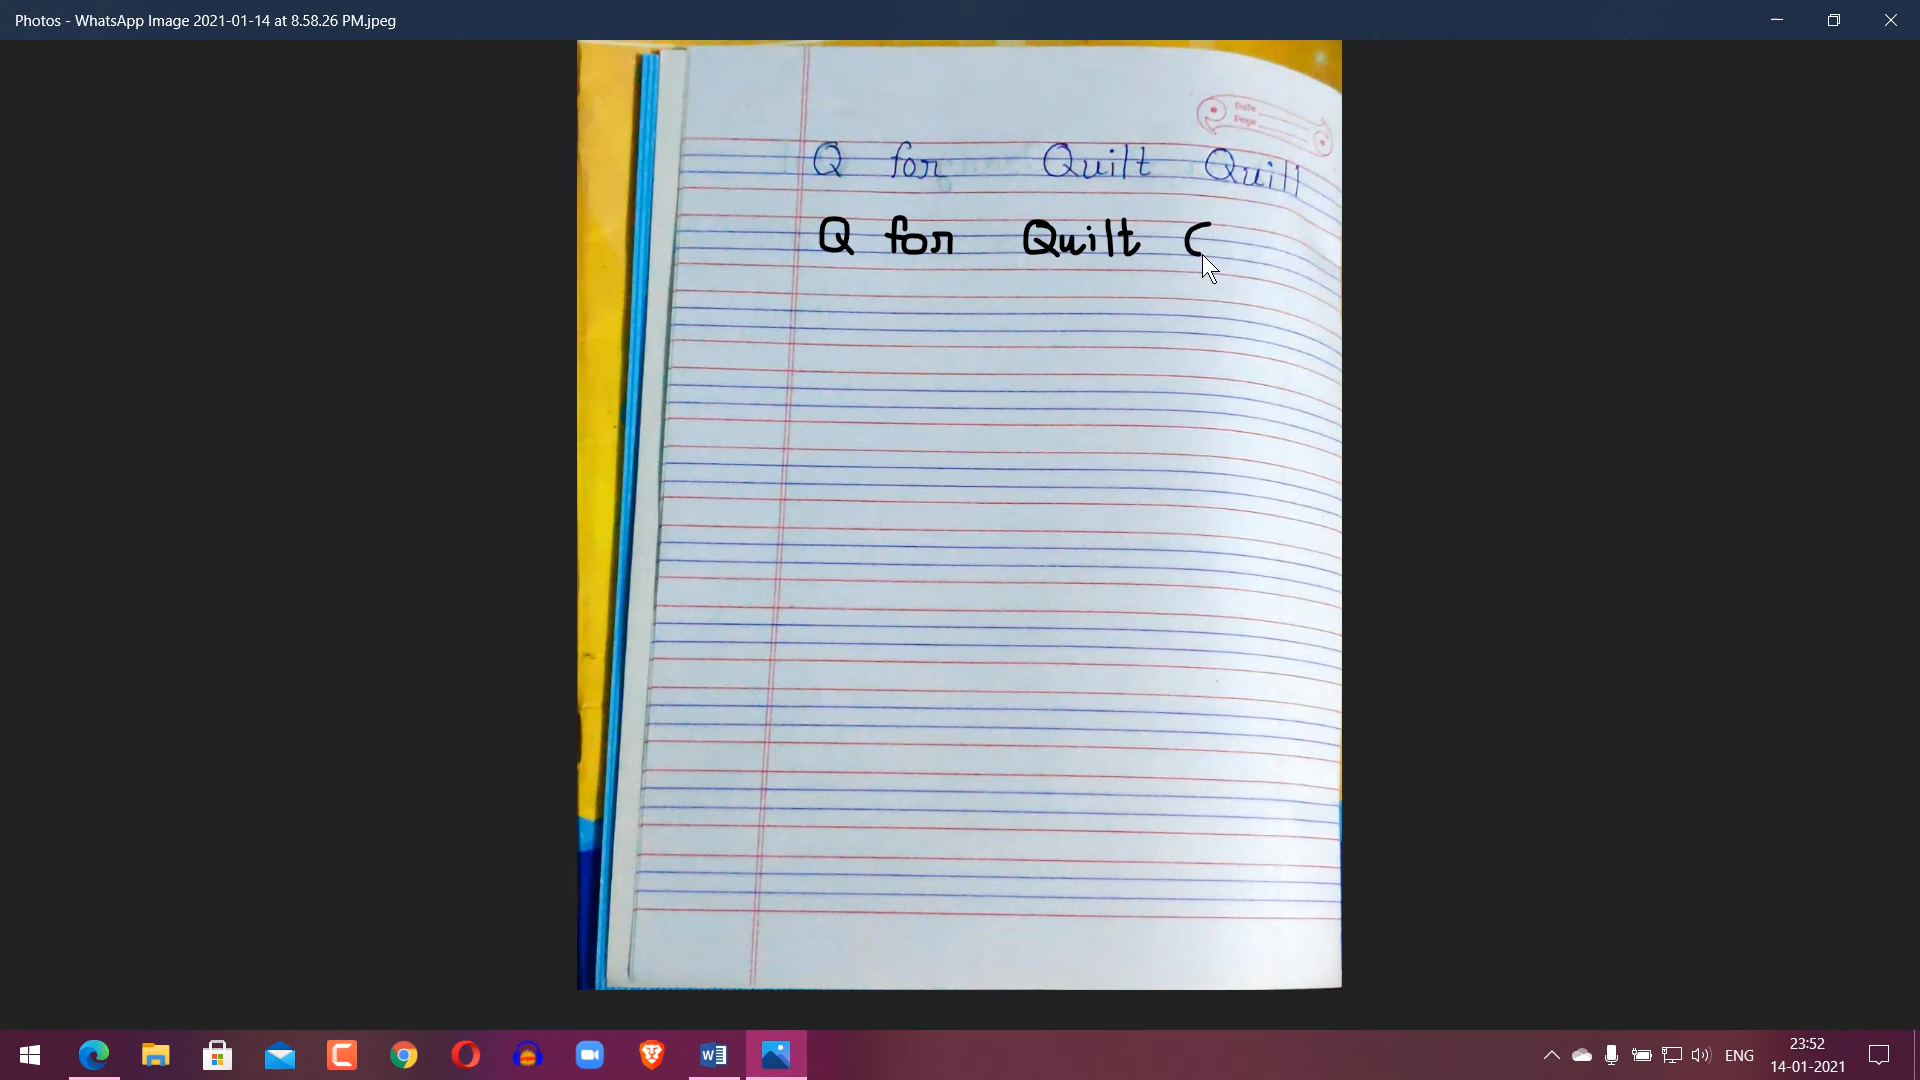 Photos - WhatsApp Image 2021-01-14 at 8.58.26 PM.jpeg
Date
Page
Q for Quilt Quill
Q for Quilt C
ENG
23:52
14-01-2021